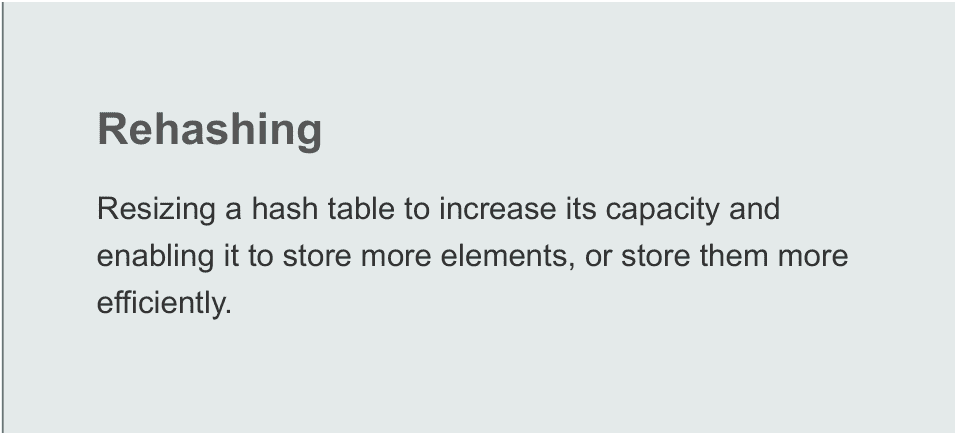 Rehashing
Resizing a hash table to increase its capacity and
enabling it to store more elements, or store them more
efficiently.